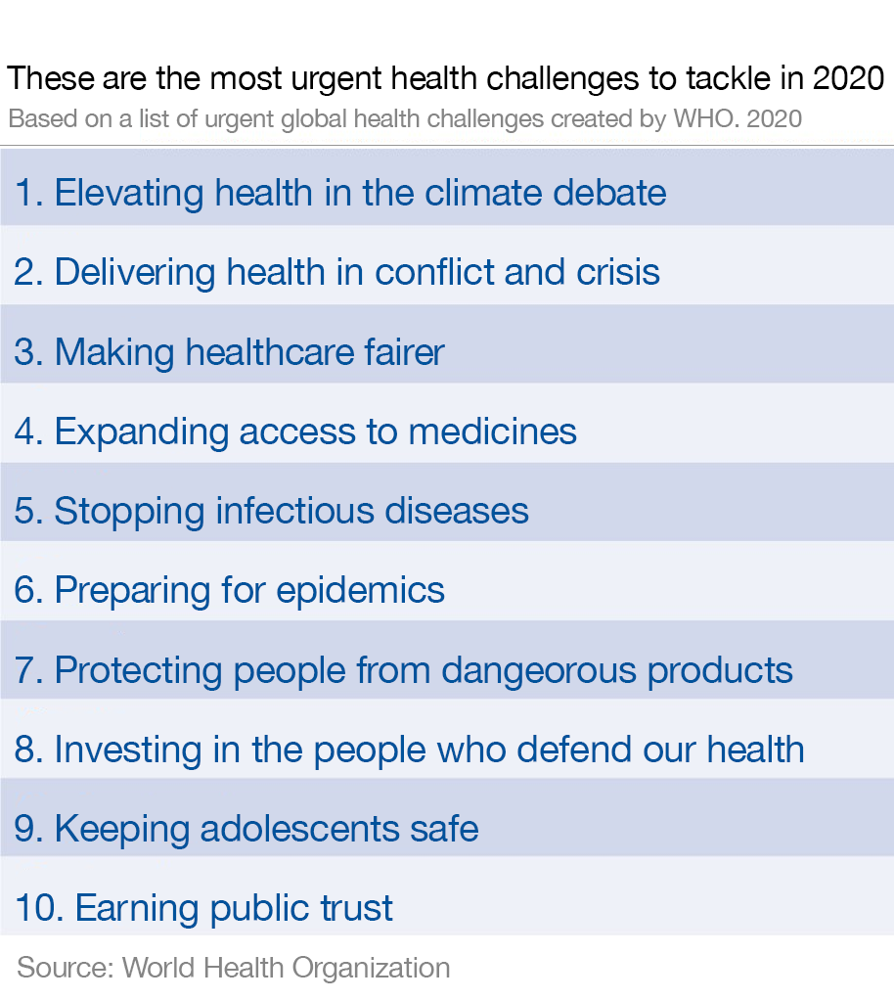 These are the most urgent health challenges to tackle in 2020
Based on a list of urgent global health challenges created by WHO. 2020
1. Elevating health in the climate debate
2. Delivering health in conflict and crisis
3. Making healthcare fairer
4. Expanding access to medicines
5. Stopping infectious diseases
6. Preparing for epidemics
7. Protecting people from dangeorous products
8. Investing in the people who defend our health
9. Keeping adolescents safe
10. Earning public trust
Source: World Health Organization